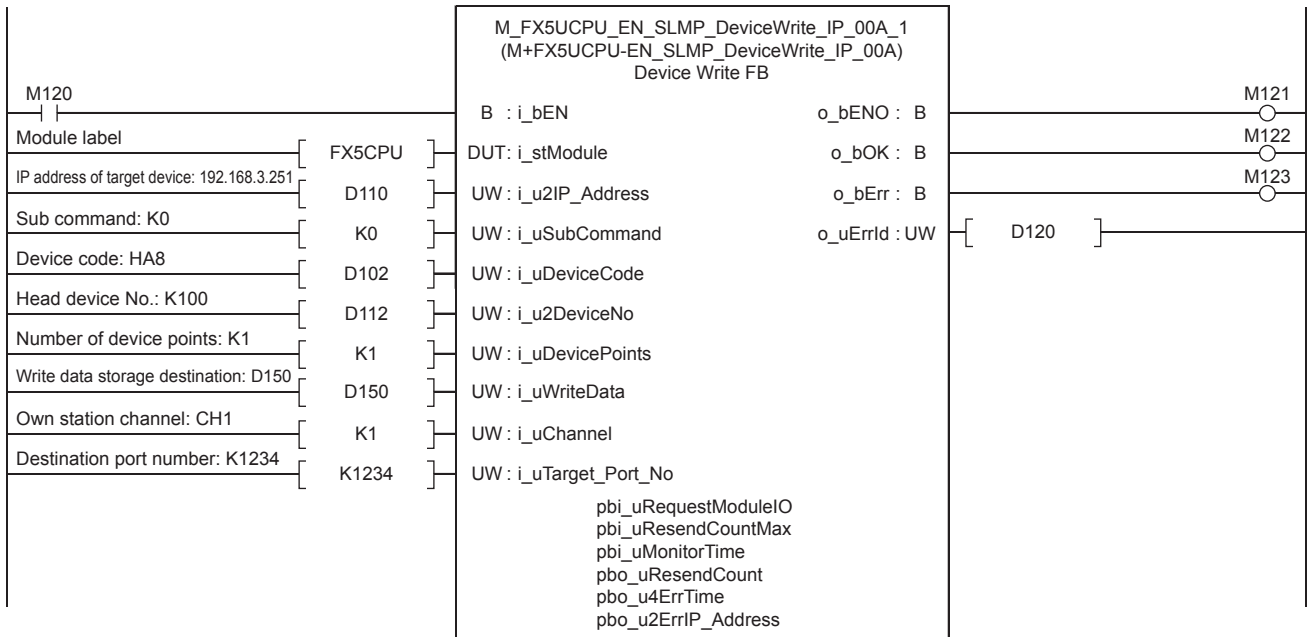 M_FX5UCPU_EN_SLMP_DeviceWrite_IP_00A_1
(M+FX5UCPU-EN_SLMP_DeviceWrite_IP_00A)
Device Write FB
M120
B : i_bEN o_bENO : B
M121
Module label
FX5CPU
DUT: i_stModule o_bOK : B
M122
IP address of target device: 192.168.3.251
D110
UW : i_u2IP_Address o_bErr : B
M123
Sub command: K0
K0
UW : i_uSubCommand o_uErrId : UW
D120
Device code: HA8
D102
UW : i_uDeviceCode
Head device No.: K100
D112
UW : i_u2DeviceNo
Number of device points: K1
K1
UW : i_uDevicePoints
Write data storage destination: D150
D150
UW : i_uWriteData
Own station channel: CH1
K1
UW : i_uChannel
Destination port number: K1234
K1234
UW : i_uTarget_Port_No
pbi_uRequestModuleIO
pbi_uResendCountMax
pbi_uMonitorTime
pbo_uResendCount
pbo_u4ErrTime
pbo_u2ErrIP_Address